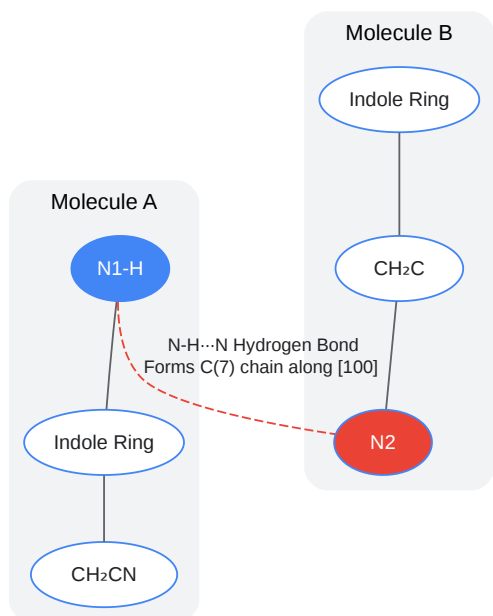 Molecule B
Indole Ring
Molecule A
N1-H
CH₂C
N-H···N Hydrogen Bond
Forms C(7) chain along [100]
Indole Ring
N2
CH₂CN